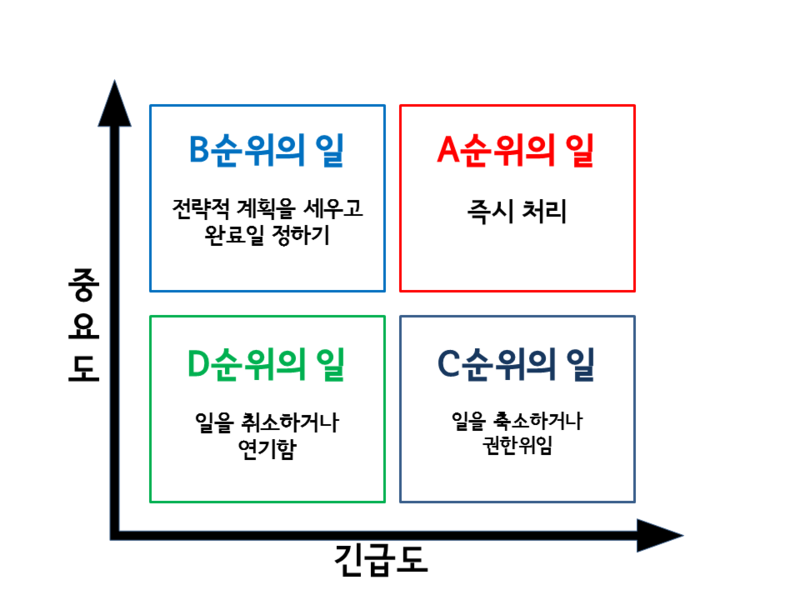 B순위의 일
전략적 계획을 세우고
완료일 정하기
A순위의 일
즉시 처리
중요도
D순위의 일
일을 취소하거나
연기함
C순위의 일
일을 축소하거나
권한위임
긴급도